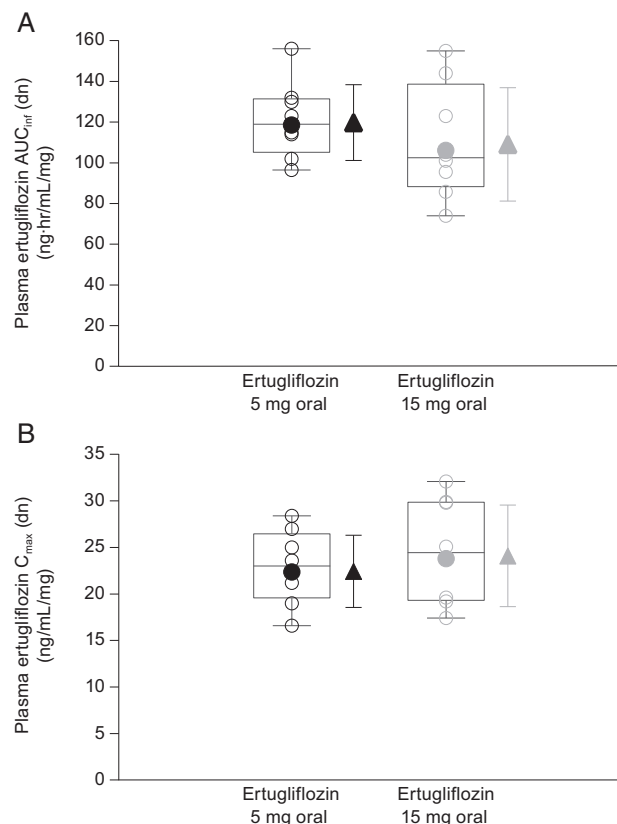 A
Plasma ertugliflozin AUCinf (dn)
(ng·hr/mL/mg)
160
140
120
100
80
60
40
20
0
Ertugliflozin
5 mg oral
Ertugliflozin
15 mg oral
B
Plasma ertugliflozin Cmax (dn)
(ng/mL/mg)
35
30
25
20
15
10
5
0
Ertugliflozin
5 mg oral
Ertugliflozin
15 mg oral